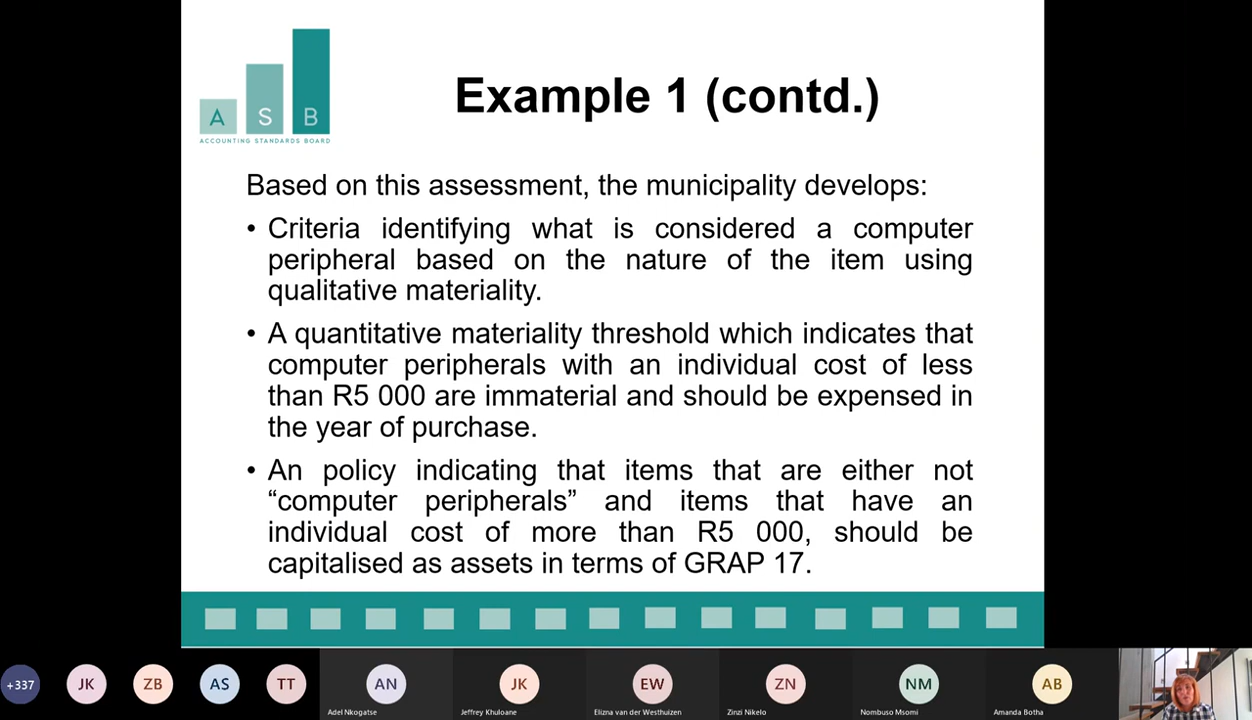 A S B
ACCOUNTING STANDARDS BOARD
Example 1 (contd.)
Based on this assessment, the municipality develops:
• Criteria identifying what is considered a computer
peripheral based on the nature of the item using
qualitative materiality.
• A quantitative materiality threshold which indicates that
computer peripherals with an individual cost of less
than R5 000 are immaterial and should be expensed in
the year of purchase.
• An policy indicating that items that are either not
“computer peripherals” and items that have an
individual cost of more than R5 000, should be
capitalised as assets in terms of GRAP 17.
+337 JK ZB AS TT AN JK EW ZN NM AB
Adel Nkogatse Jeffrey Khuloane Elizna van der Westhuizen Zinzi Nikelo Nombuso Msomi Amanda Botha